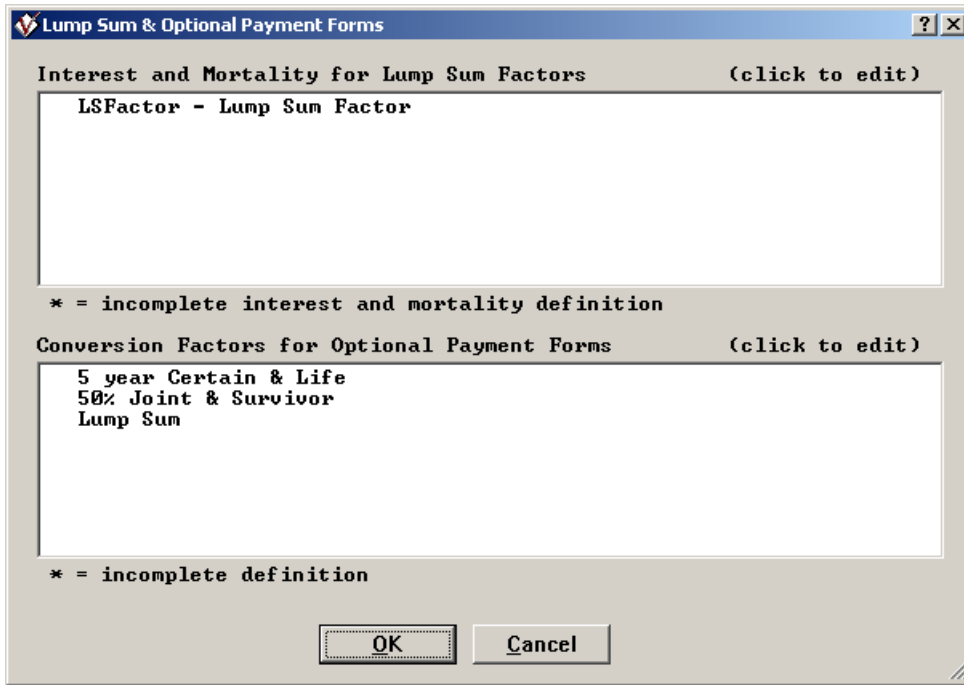 Lump Sum & Optional Payment Forms
Interest and Mortality for Lump Sum Factors (click to edit)
LSFactor - Lump Sum Factor
* = incomplete interest and mortality definition
Conversion Factors for Optional Payment Forms (click to edit)
5 year Certain & Life
50% Joint & Survivor
Lump Sum
* = incomplete definition
OK Cancel